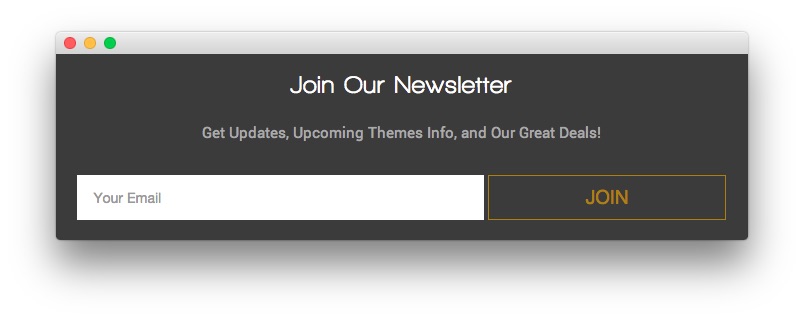 Join Our Newsletter
Get Updates, Upcoming Themes Info, and Our Great Deals!
Your Email
JOIN